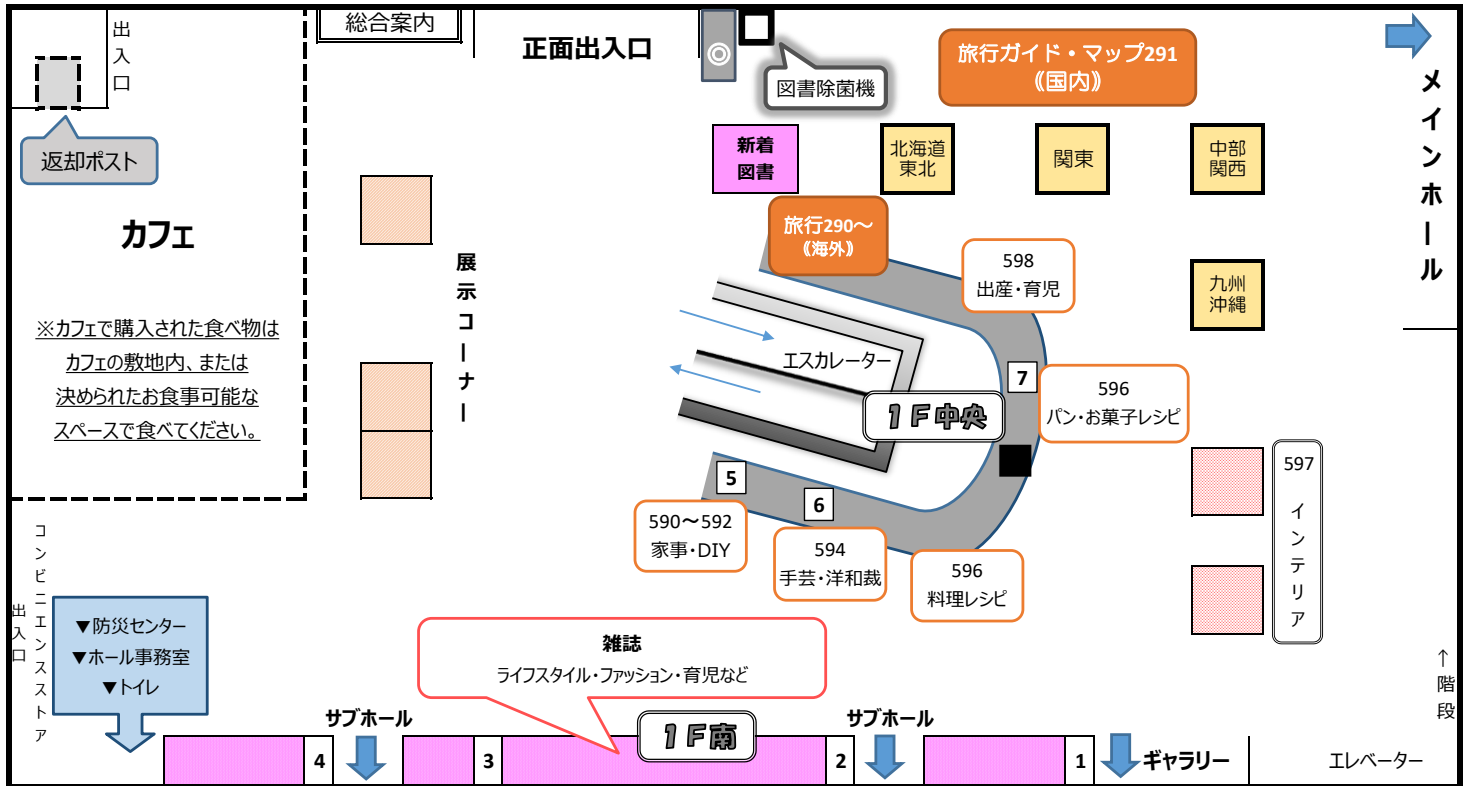 出入口
総合案内
正面出入口
◎
図書除菌機
旅行ガイド・マップ291
《国内》
メインホール
返却ポスト
新着
図書
北海道
東北
関東
中部
関西
カフェ
旅行290～
《海外》
598
出産・育児
九州
沖縄
展示コーナー
※カフェで購入された食べ物は
カフェの敷地内、または
決められたお食事可能な
スペースで食べてください。
エスカレーター
7
1F中央
596
パン・お菓子レシピ
5
6
590～592
家事・DIY
594
手芸・洋和裁
596
料理レシピ
597
インテリア
コンビニエンスストア
出入口
▼防災センター
▼ホール事務室
▼トイレ
雑誌
ライフスタイル・ファッション・育児など
↑階段
サブホール
1F南
サブホール
4
3
2
1
ギャラリー
エレベーター